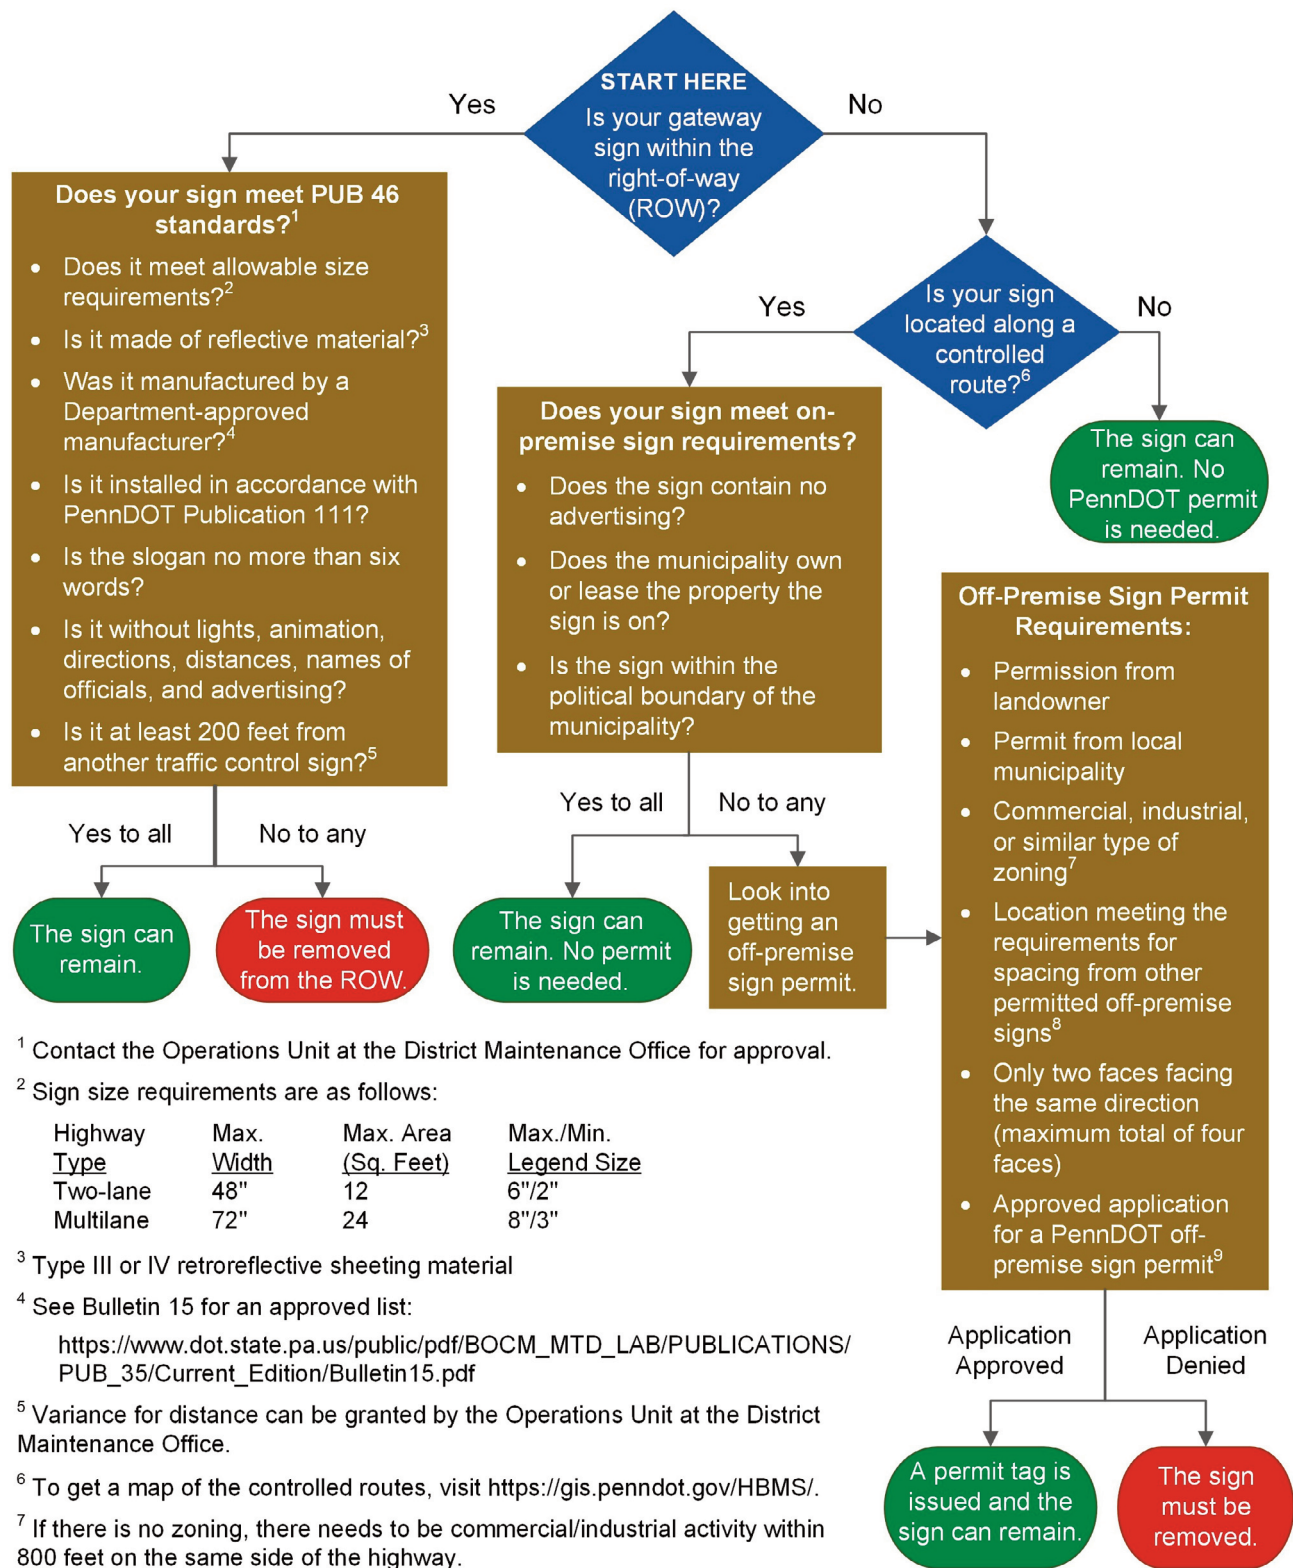 START HERE
Is your gateway
sign within the
right-of-way
(ROW)?
Yes
No
Does your sign meet PUB 46
standards?1
• Does it meet allowable size
requirements?2
• Is it made of reflective material?3
• Was it manufactured by a
Department-approved
manufacturer?4
• Is it installed in accordance with
PennDOT Publication 111?
• Is the slogan no more than six
words?
• Is it without lights, animation,
directions, distances, names of
officials, and advertising?
• Is it at least 200 feet from
another traffic control sign?5
Yes to all
No to any
The sign can
remain.
The sign must
be removed
from the ROW.
Is your sign
located along a
controlled
route?6
Yes
No
The sign can
remain. No
PennDOT permit
is needed.
Does your sign meet on-
premise sign requirements?
• Does the sign contain no
advertising?
• Does the municipality own
or lease the property the
sign is on?
• Is the sign within the
political boundary of the
municipality?
Yes to all
No to any
The sign can
remain. No permit
is needed.
Look into
getting an
off-premise
sign permit.
Off-Premise Sign Permit
Requirements:
• Permission from
landowner
• Permit from local
municipality
• Commercial, industrial,
or similar type of
zoning7
• Location meeting the
requirements for
spacing from other
permitted off-premise
signs8
• Only two faces facing
the same direction
(maximum total of four
faces)
• Approved application
for a PennDOT off-
premise sign permit9
Application
Approved
Application
Denied
A permit tag is
issued and the
sign can remain.
The sign
must be
removed.
1 Contact the Operations Unit at the District Maintenance Office for approval.
2 Sign size requirements are as follows:
Highway Max. Max. Area Max./Min.
Type Width (Sq. Feet) Legend Size
Two-lane 48" 12 6"/2"
Multilane 72" 24 8"/3"
3 Type III or IV retroreflective sheeting material
4 See Bulletin 15 for an approved list:
https://www.dot.state.pa.us/public/pdf/BOCM_MTD_LAB/PUBLICATIONS/
PUB_35/Current_Edition/Bulletin15.pdf
5 Variance for distance can be granted by the Operations Unit at the District
Maintenance Office.
6 To get a map of the controlled routes, visit https://gis.penndot.gov/HBMS/.
7 If there is no zoning, there needs to be commercial/industrial activity within
800 feet on the same side of the highway.